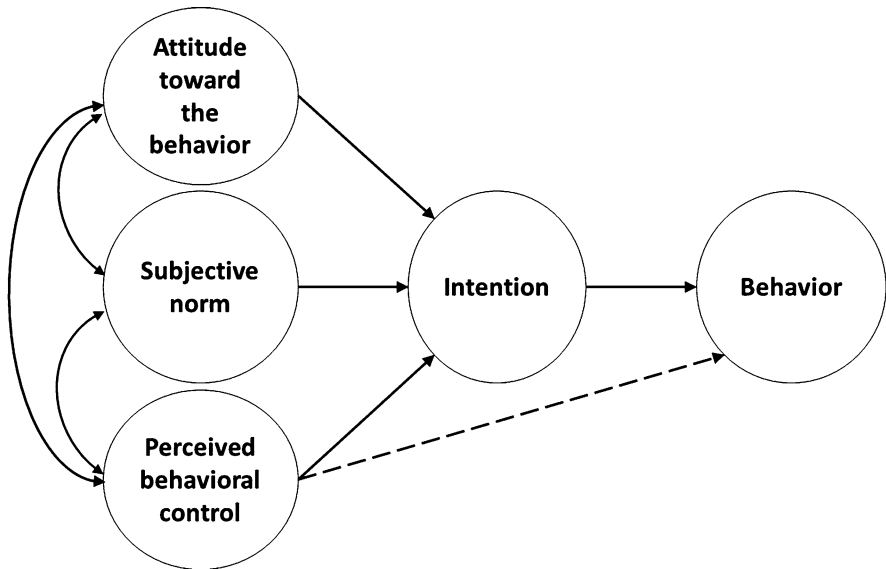 Attitude
toward
the
behavior
Subjective
norm
Perceived
behavioral
control
Intention
Behavior